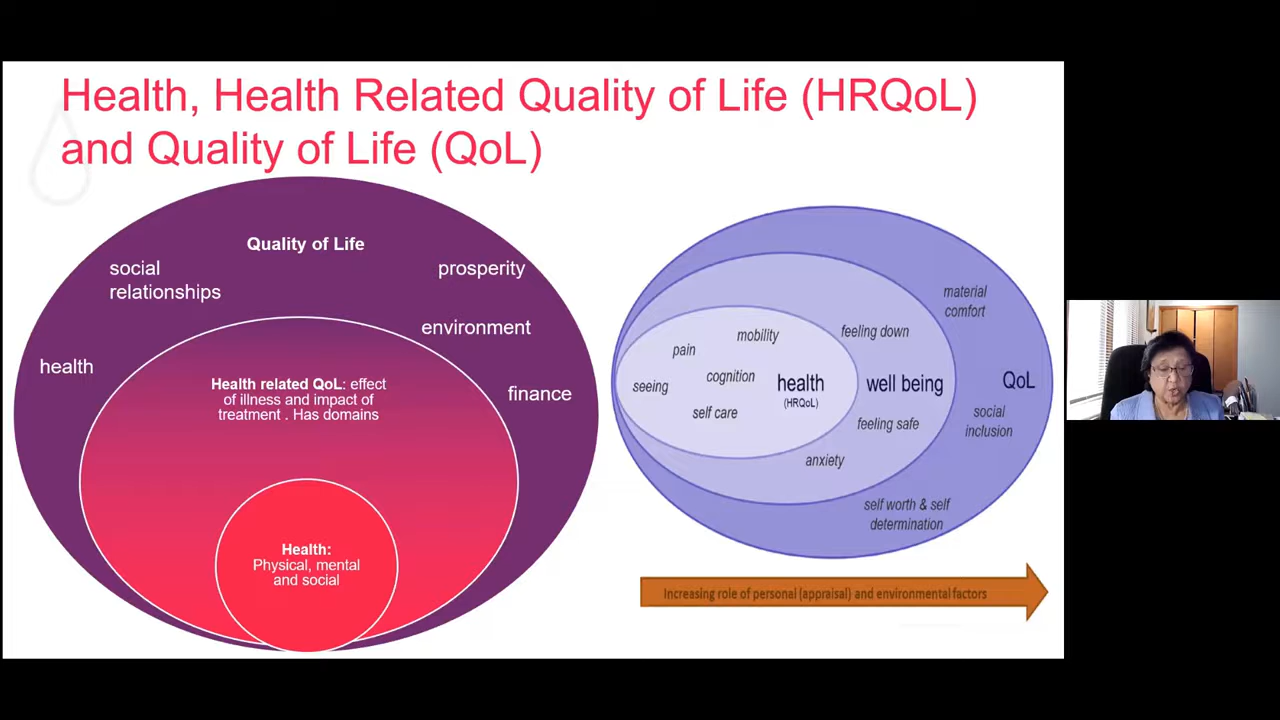 Health, Health Related Quality of Life (HRQoL)
and Quality of Life (QoL)
Quality of Life
social
relationships
prosperity
environment
health
finance
Health related QoL: effect
of illness and impact of
treatment . Has domains
Health:
Physical, mental
and social
material
comfort
mobility
feeling down
pain
cognition
seeing
health
(HRQoL)
well being
QoL
self care
feeling safe
social
inclusion
anxiety
self worth & self
determination
Increasing role of personal (appraisal) and environmental factors